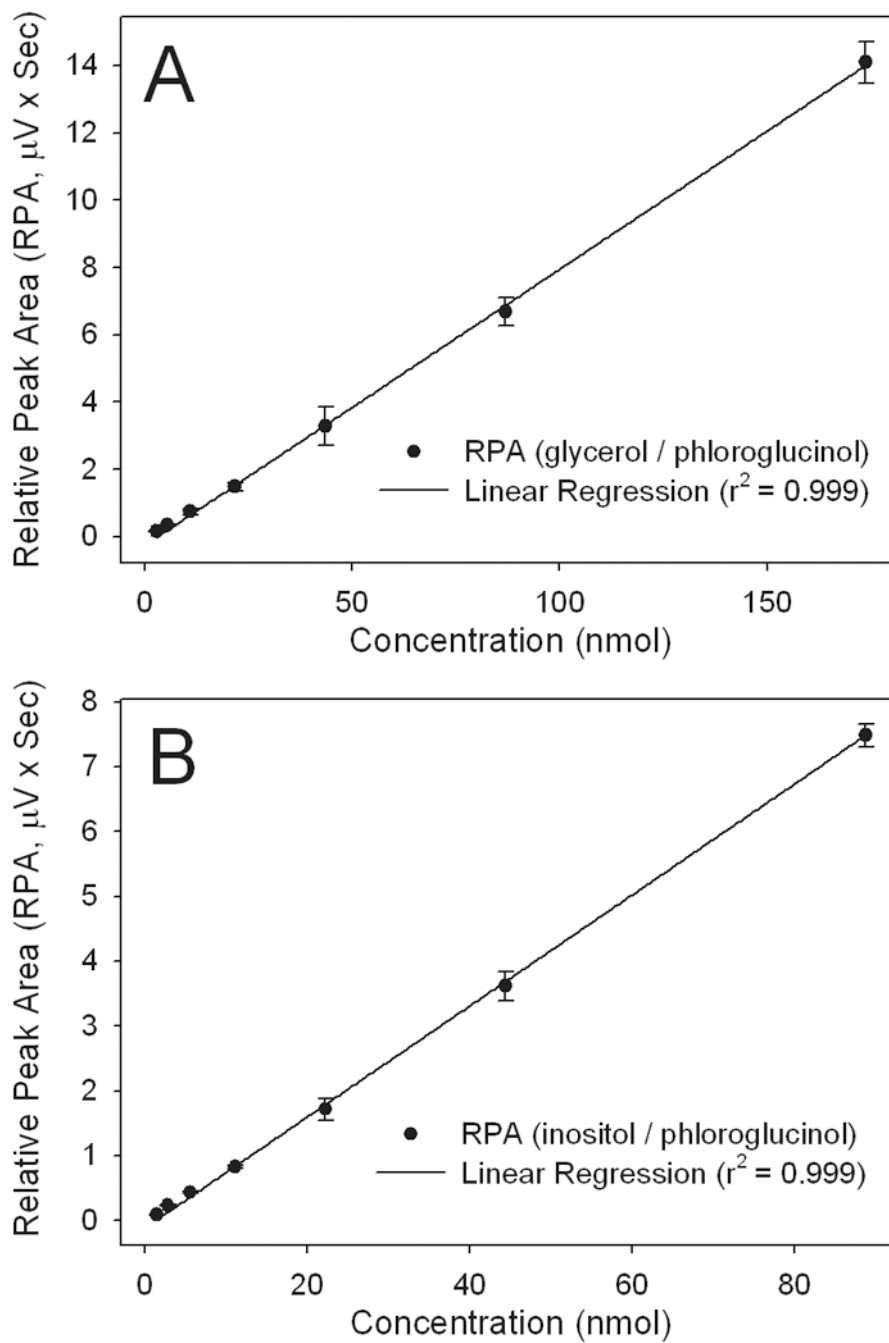 A
14
12
10
8
6
4
2
0
Relative Peak Area (RPA, μV x Sec)
RPA (glycerol / phloroglucinol)
Linear Regression (r² = 0.999)
0 50 100 150
Concentration (nmol)
B
8
7
6
5
4
3
2
1
0
Relative Peak Area (RPA, μV x Sec)
RPA (inositol / phloroglucinol)
Linear Regression (r² = 0.999)
0 20 40 60 80
Concentration (nmol)